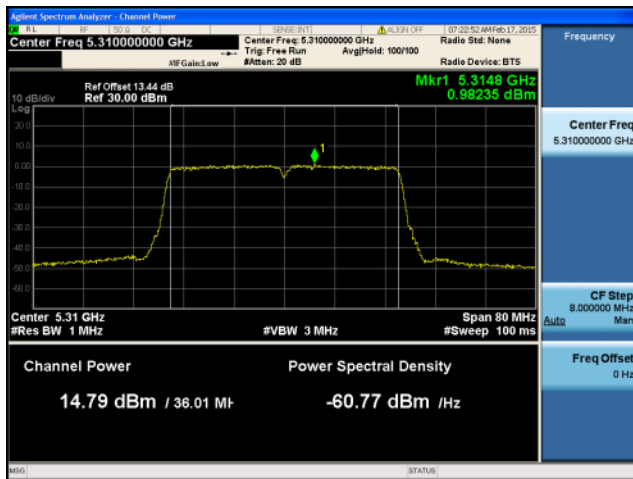 Agilent Spectrum Analyzer - Channel Power
RL RF 50 Ω DC SENSE:INT ALIGN OFF 07:22:52 AM Feb 17, 2015
Center Freq 5.310000000 GHz
Center Freq: 5.310000000 GHz
Radio Std: None
Trig: Free Run Avg|Hold: 100/100
#IFGain:Low #Atten: 20 dB Radio Device: BTS
Frequency
Ref Offset 13.44 dB
10 dB/div Ref 30.00 dBm
Mkr1 5.3148 GHz
0.98235 dBm
Log
20.0
10.0
0.00
-10.0
-20.0
-30.0
-40.0
-50.0
-60.0
1
Center 5.31 GHz Span 80 MHz
#Res BW 1 MHz #VBW 3 MHz #Sweep 100 ms
Channel Power Power Spectral Density
14.79 dBm / 36.01 MH -60.77 dBm /Hz
Center Freq
5.310000000 GHz
CF Step
8.000000 MHz
Auto Man
Freq Offset
0 Hz
MSG STATUS